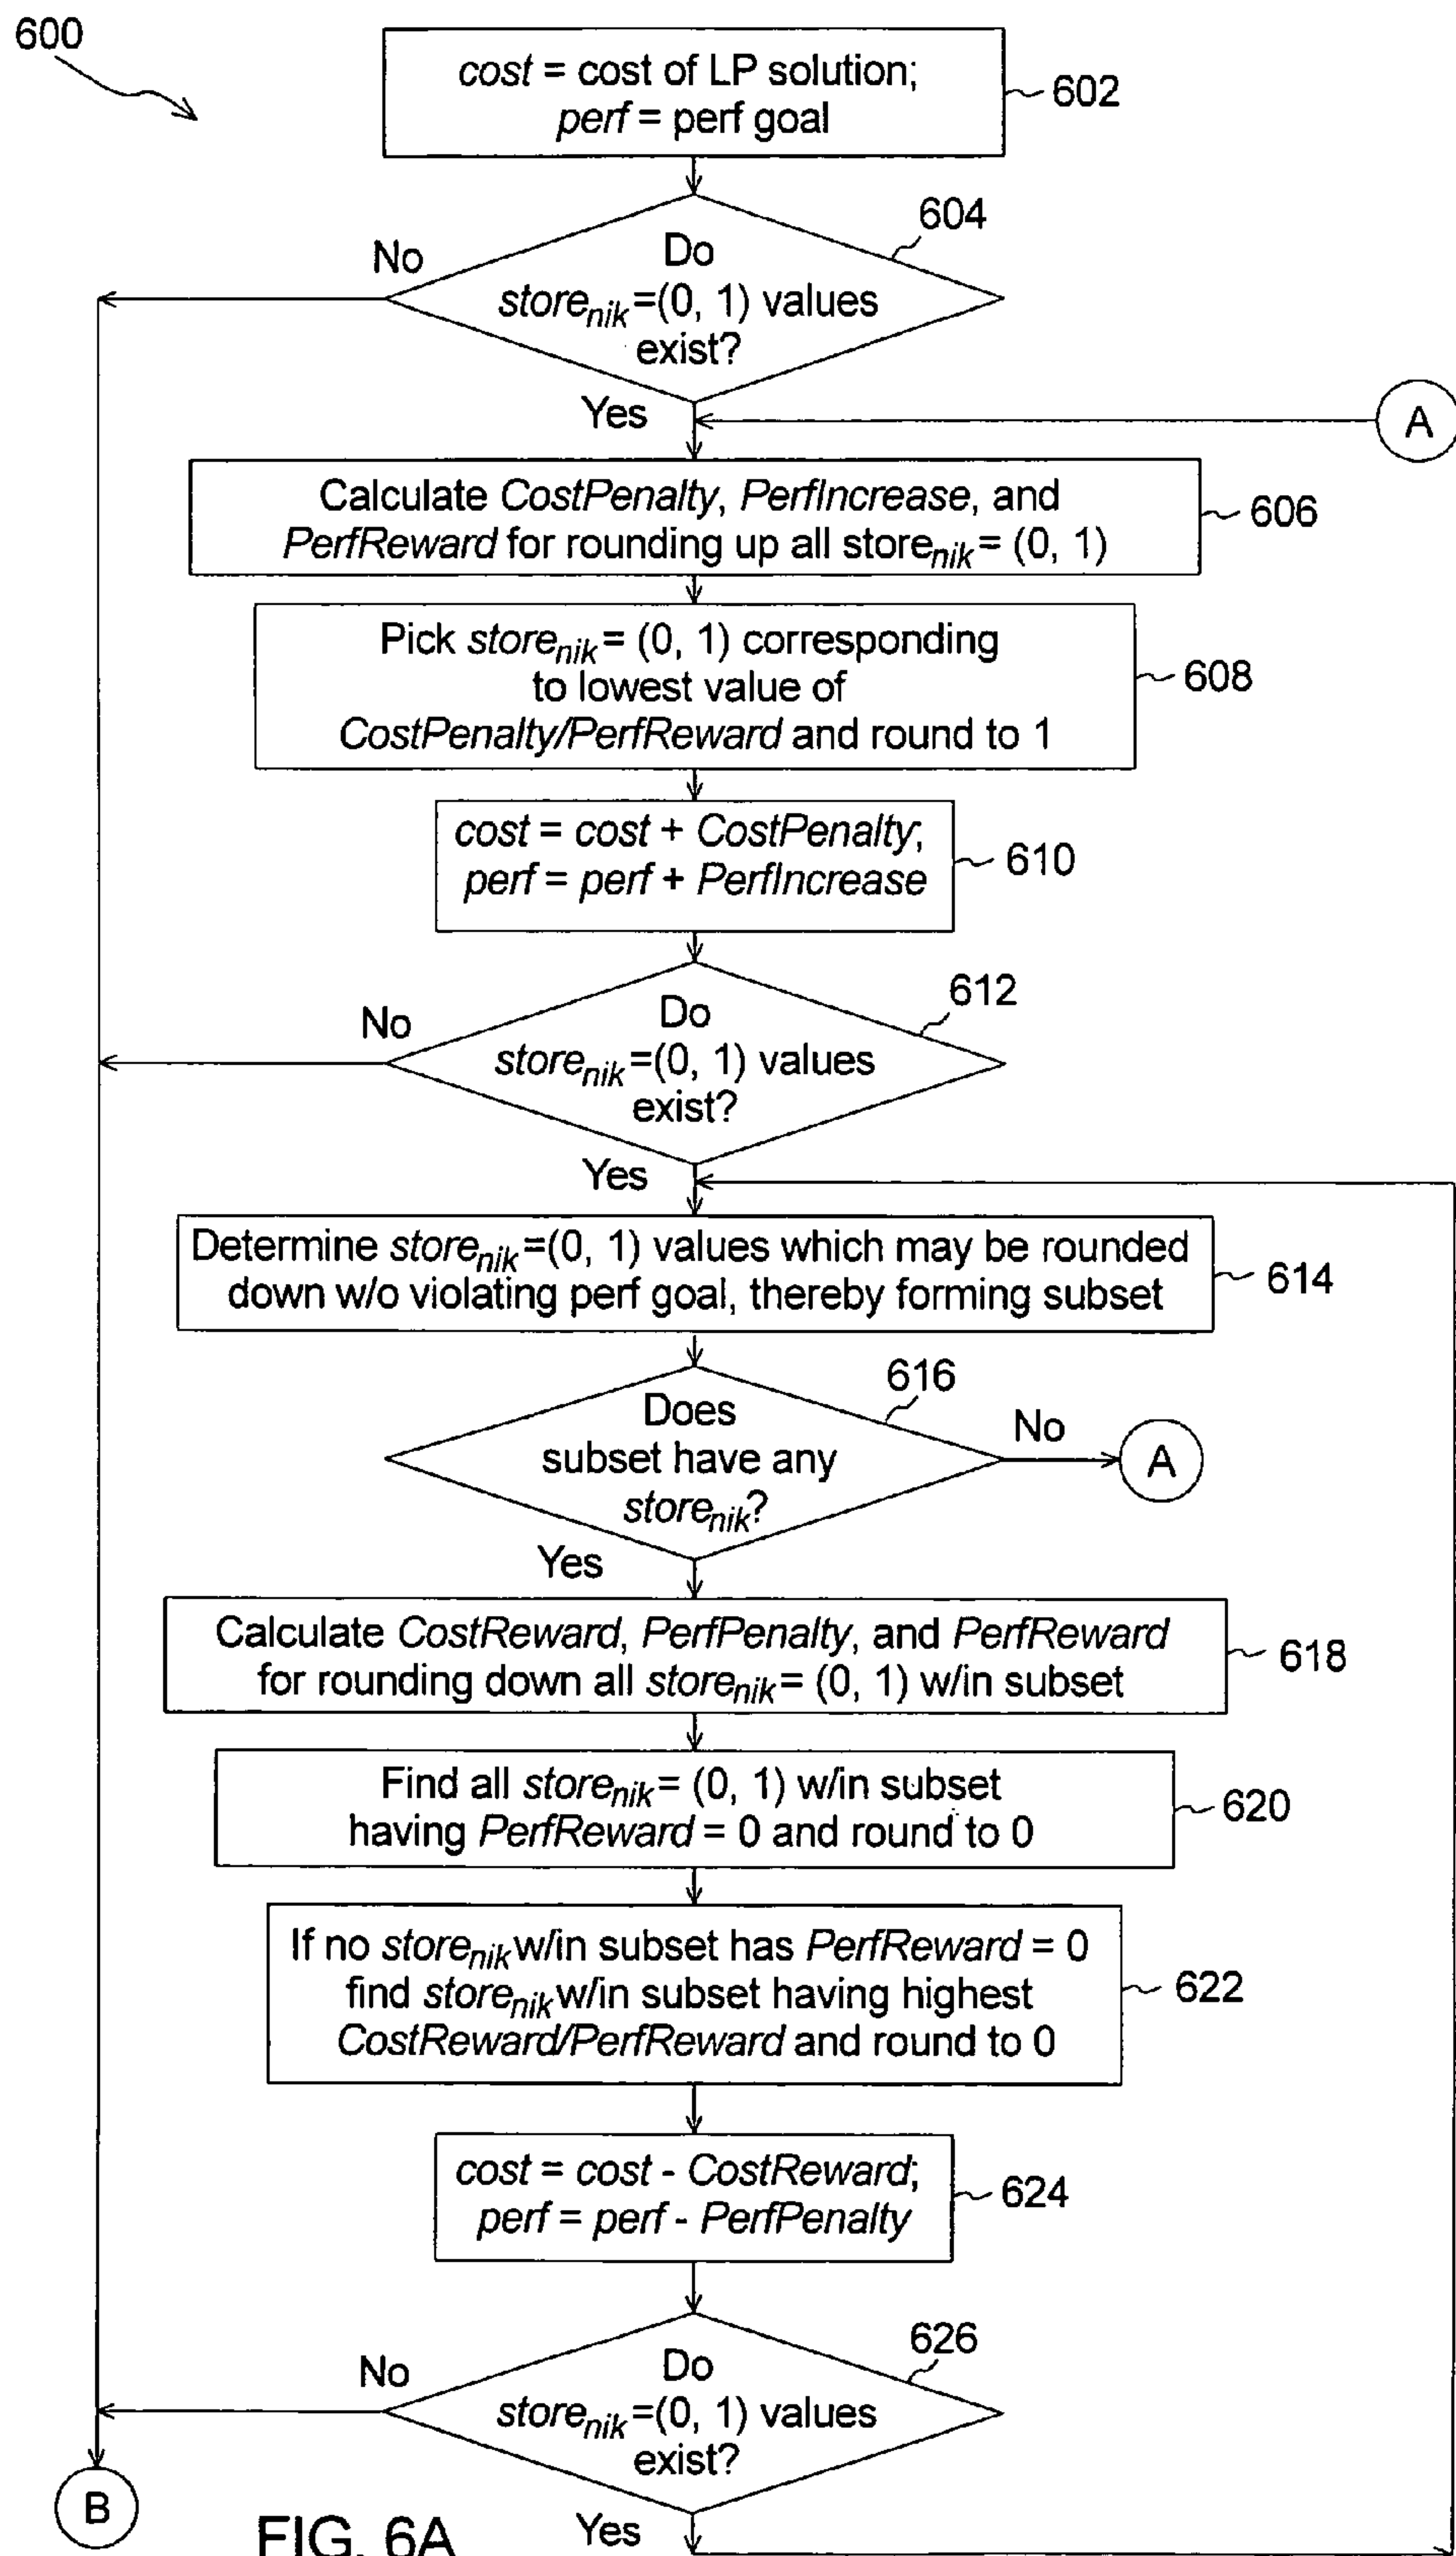 600
cost = cost of LP solution;
perf = perf goal
602
604
No
Do
store_nik=(0, 1) values
exist?
Yes
A
Calculate CostPenalty, PerfIncrease, and
PerfReward for rounding up all store_nik= (0, 1)
606
Pick store_nik= (0, 1) corresponding
to lowest value of
CostPenalty/PerfReward and round to 1
608
cost = cost + CostPenalty;
perf = perf + PerfIncrease
610
612
No
Do
store_nik=(0, 1) values
exist?
Yes
Determine store_nik=(0, 1) values which may be rounded
down w/o violating perf goal, thereby forming subset
614
616
Does
subset have any
store_nik?
No
A
Yes
Calculate CostReward, PerfPenalty, and PerfReward
for rounding down all store_nik= (0, 1) w/in subset
618
Find all store_nik= (0, 1) w/in subset
having PerfReward = 0 and round to 0
620
If no store_nik w/in subset has PerfReward = 0
find store_nik w/in subset having highest
CostReward/PerfReward and round to 0
622
cost = cost - CostReward;
perf = perf - PerfPenalty
624
626
No
Do
store_nik=(0, 1) values
exist?
B
Yes
FIG. 6A